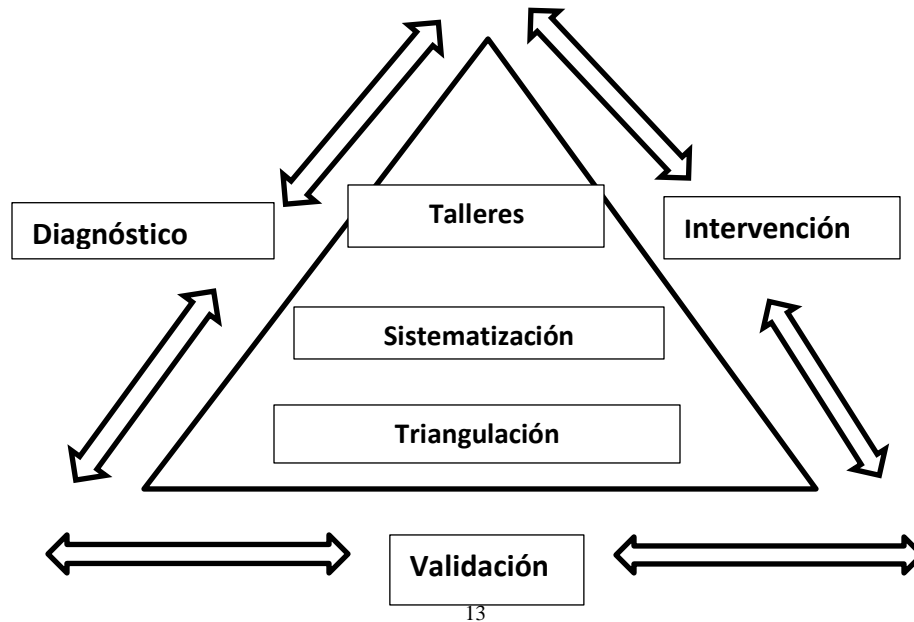 Diagnóstico
Talleres
Intervención
Sistematización
Triangulación
Validación
13